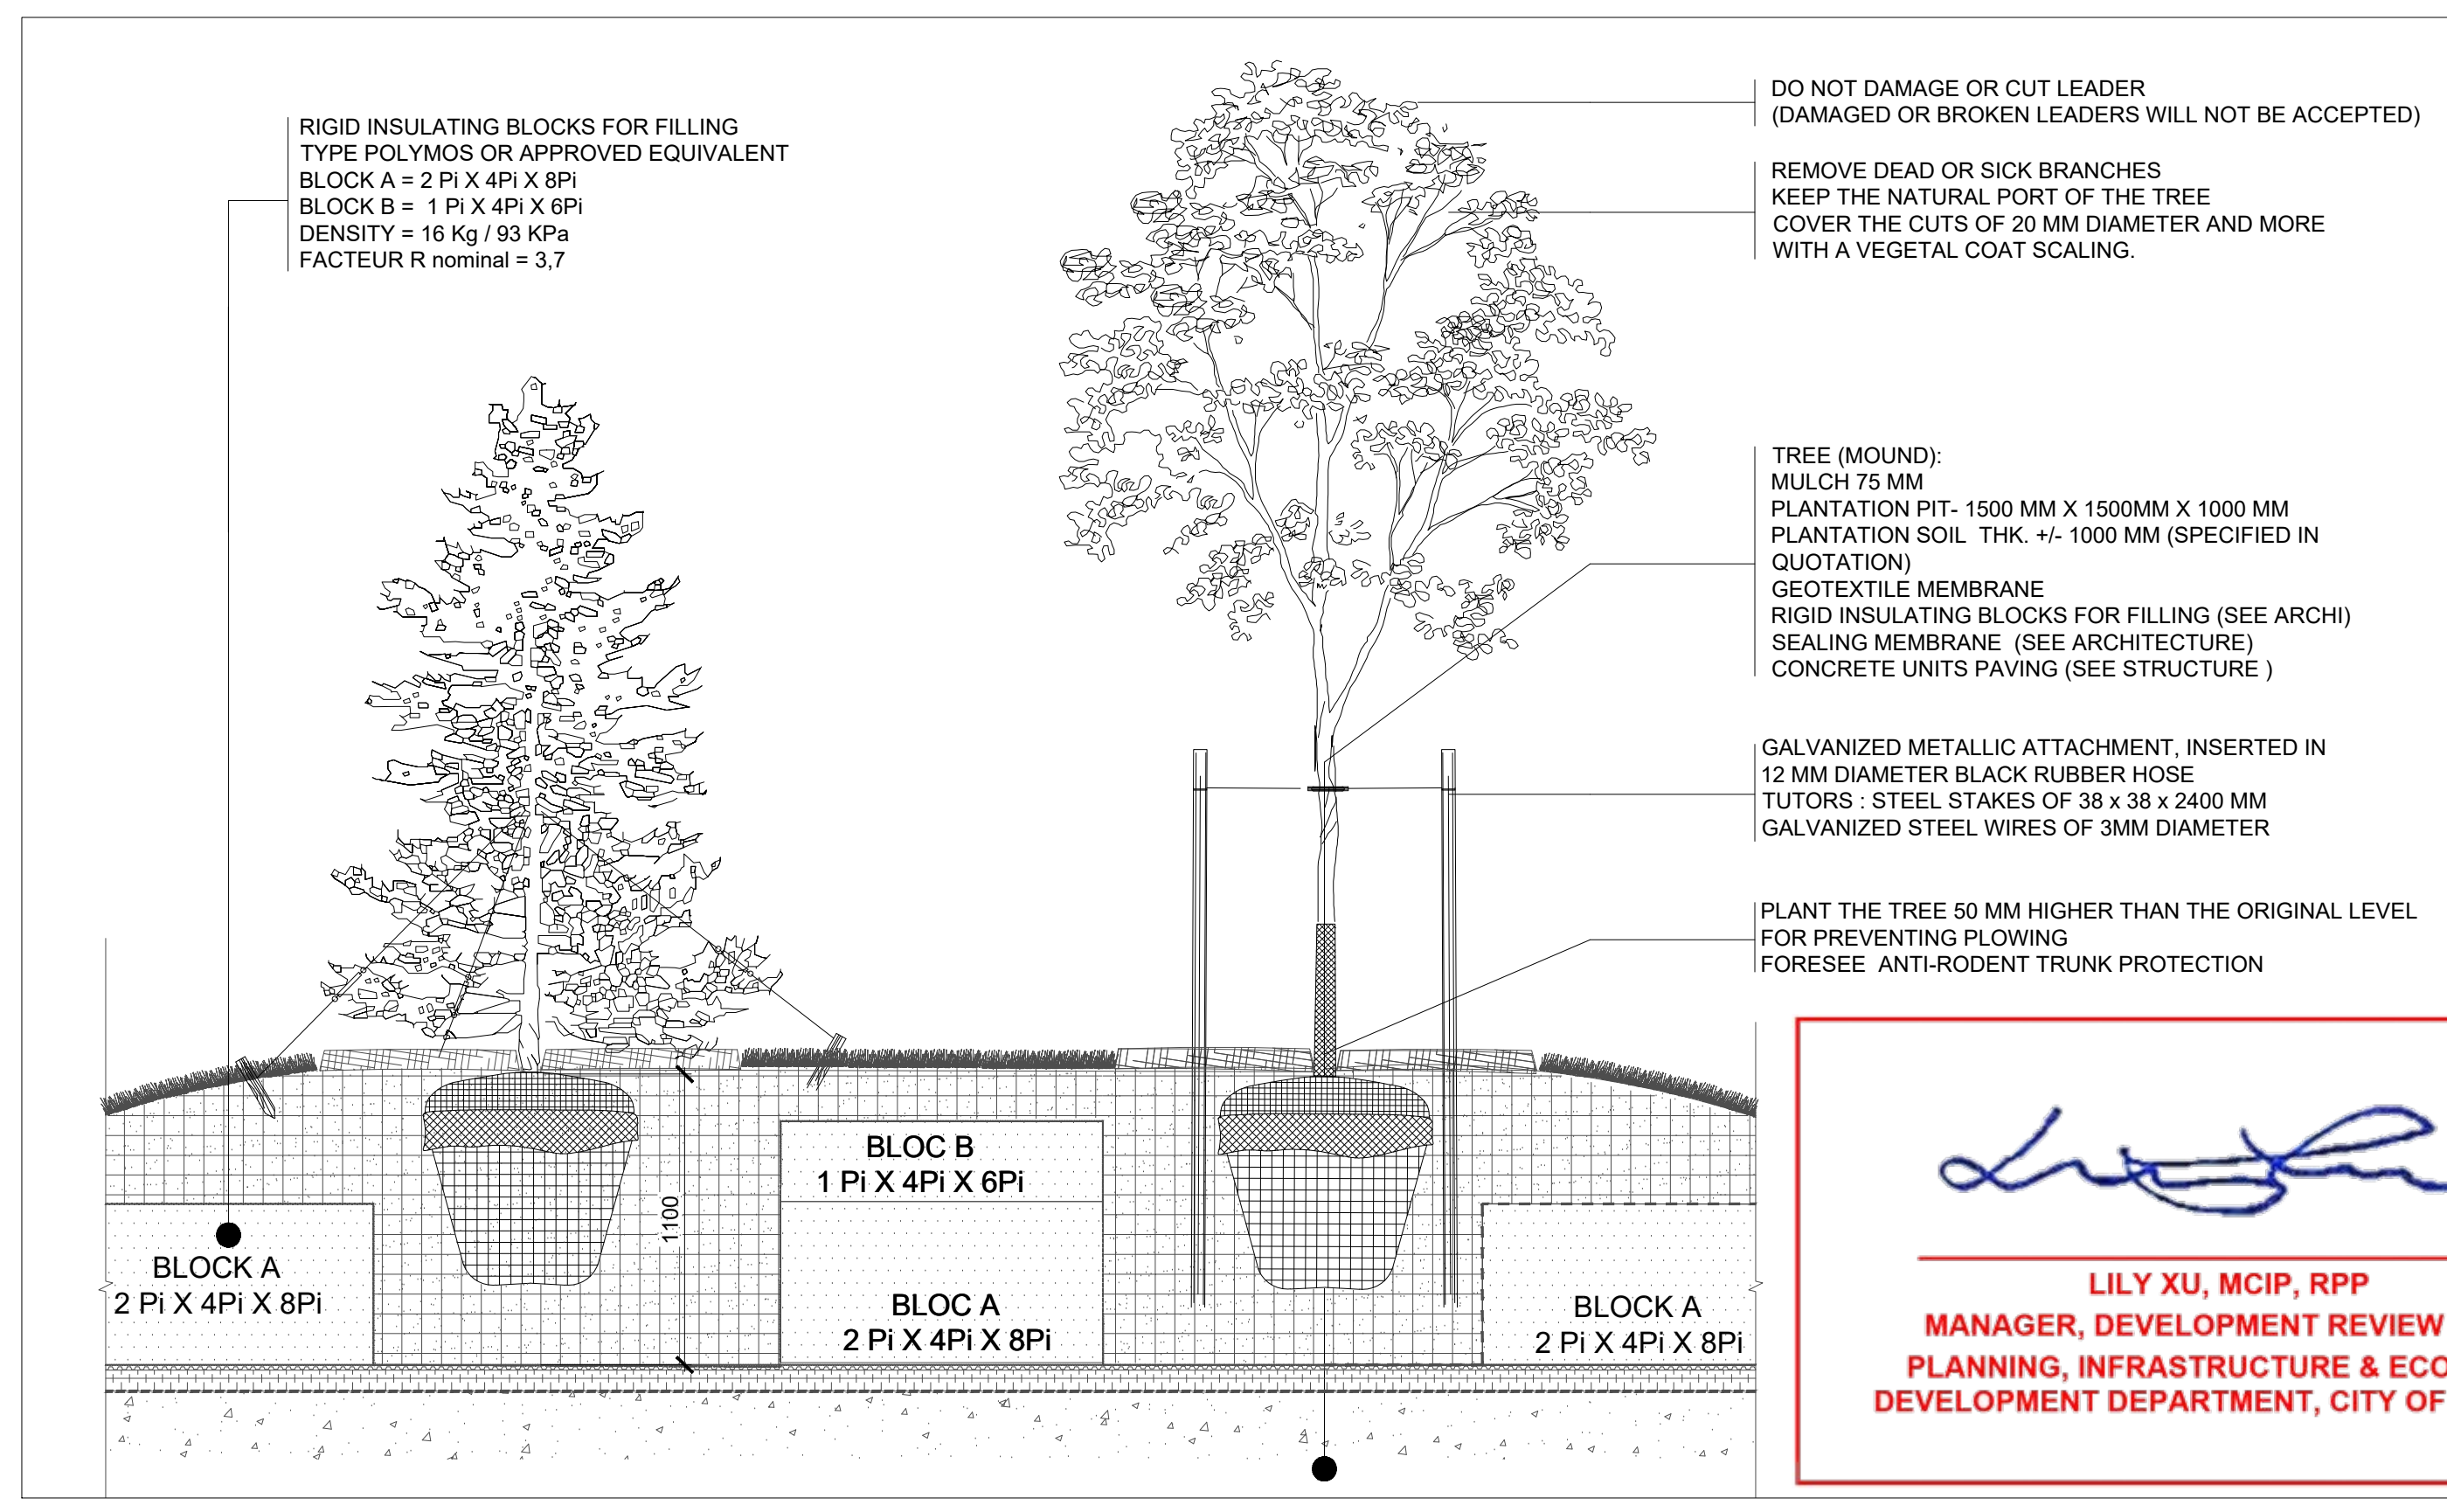 RIGID INSULATING BLOCKS FOR FILLING
TYPE POLYMOS OR APPROVED EQUIVALENT
BLOCK A = 2 Pi X 4Pi X 8Pi
BLOCK B = 1 Pi X 4Pi X 6Pi
DENSITY = 16 Kg / 93 KPa
FACTEUR R nominal = 3,7
DO NOT DAMAGE OR CUT LEADER
(DAMAGED OR BROKEN LEADERS WILL NOT BE ACCEPTED)
REMOVE DEAD OR SICK BRANCHES
KEEP THE NATURAL PORT OF THE TREE
COVER THE CUTS OF 20 MM DIAMETER AND MORE
WITH A VEGETAL COAT SCALING.
TREE (MOUND):
MULCH 75 MM
PLANTATION PIT- 1500 MM X 1500MM X 1000 MM
PLANTATION SOIL THK. +/- 1000 MM (SPECIFIED IN
QUOTATION)
GEOTEXTILE MEMBRANE
RIGID INSULATING BLOCKS FOR FILLING (SEE ARCHI)
SEALING MEMBRANE (SEE ARCHITECTURE)
CONCRETE UNITS PAVING (SEE STRUCTURE )
GALVANIZED METALLIC ATTACHMENT, INSERTED IN
12 MM DIAMETER BLACK RUBBER HOSE
TUTORS : STEEL STAKES OF 38 x 38 x 2400 MM
GALVANIZED STEEL WIRES OF 3MM DIAMETER
PLANT THE TREE 50 MM HIGHER THAN THE ORIGINAL LEVEL
FOR PREVENTING PLOWING
FORESEE ANTI-RODENT TRUNK PROTECTION
BLOC B
1 Pi X 4Pi X 6Pi
1100
BLOCK A
2 Pi X 4Pi X 8Pi
BLOC A
2 Pi X 4Pi X 8Pi
BLOCK A
2 Pi X 4Pi X 8Pi
LILY XU, MCIP, RPP
MANAGER, DEVELOPMENT REVIEW
PLANNING, INFRASTRUCTURE & ECO
DEVELOPMENT DEPARTMENT, CITY OF